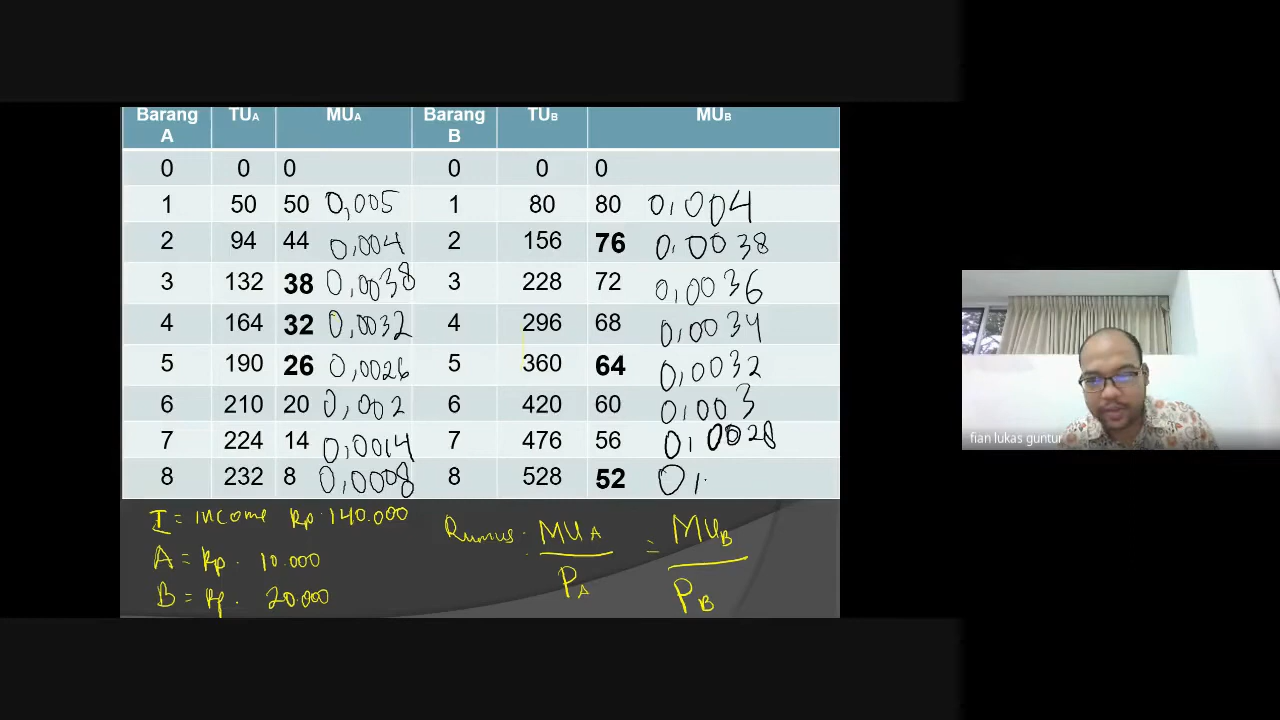 Barang A TUA MUA Barang B TUB MUB
0 0 0 0 0 0
1 50 50 0,005 1 80 80 0,004
2 94 44 0,004 2 156 76 0,0038
3 132 38 0,0038 3 228 72 0,0036
4 164 32 0,0032 4 296 68 0,0034
5 190 26 0,0026 5 360 64 0,0032
6 210 20 0,002 6 420 60 0,003
7 224 14 0,0014 7 476 56 0,0028
8 232 8 0,0008 8 528 52 0,.
I = income Rp. 140.000
A = Rp. 10.000
B = Rp. 20.000
Rumus: MUA / PA = MUB / PB
fian lukas guntur